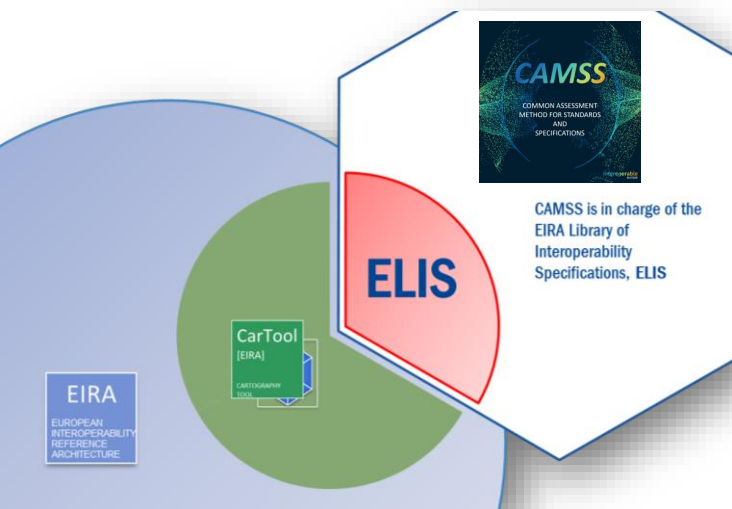 CAMSS
COMMON ASSESSMENT
METHOD FOR STANDARDS
AND
SPECIFICATIONS
interoperable
CAMSS is in charge of the
EIRA Library of
Interoperability
Specifications, ELIS
ELIS
CarTool
[EIRA]
CARTOGRAPHY
TOOL
EIRA
EUROPEAN
INTEROPERABILITY
REFERENCE
ARCHITECTURE